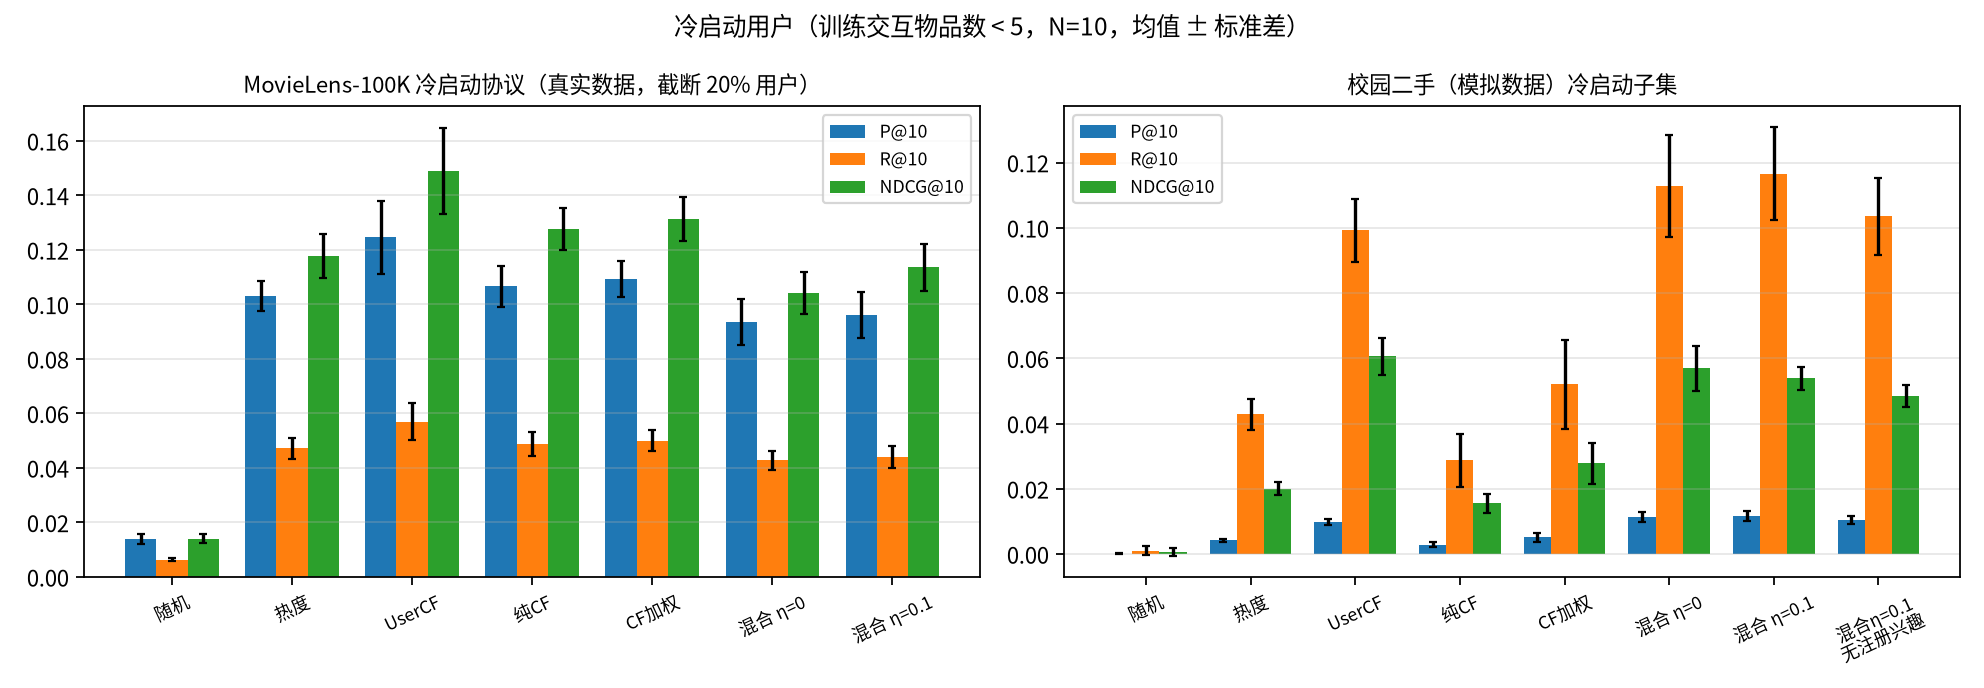 冷启动用户（训练交互物品数 < 5，N=10，均值 ± 标准差）
MovieLens-100K 冷启动协议（真实数据，截断 20% 用户）
0.16
0.14
0.12
0.10
0.08
0.06
0.04
0.02
0.00
P@10
R@10
NDCG@10
随机
热度
UserCF
纯CF
CF加权
混合 η=0
混合 η=0.1
校园二手（模拟数据）冷启动子集
0.12
0.10
0.08
0.06
0.04
0.02
0.00
P@10
R@10
NDCG@10
随机
热度
UserCF
纯CF
CF加权
混合 η=0
混合 η=0.1
混合η=0.1
无注册兴趣